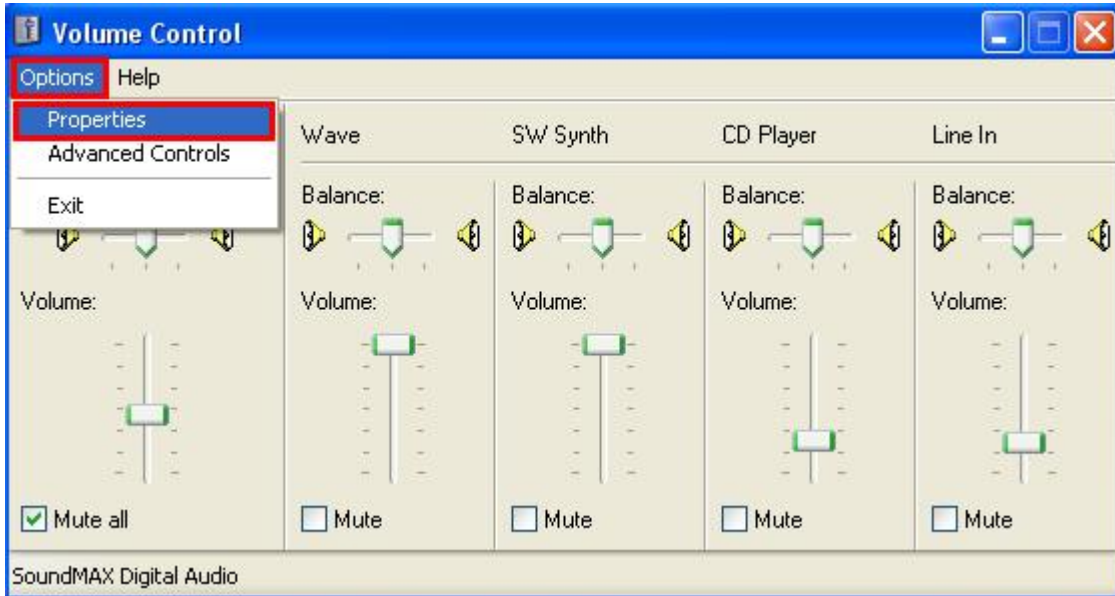 Volume Control
Options Help
Properties
Advanced Controls
Exit
Wave SW Synth CD Player Line In
Balance: Balance: Balance: Balance:
Volume: Volume: Volume: Volume: Volume:
Mute all Mute Mute Mute Mute
SoundMAX Digital Audio